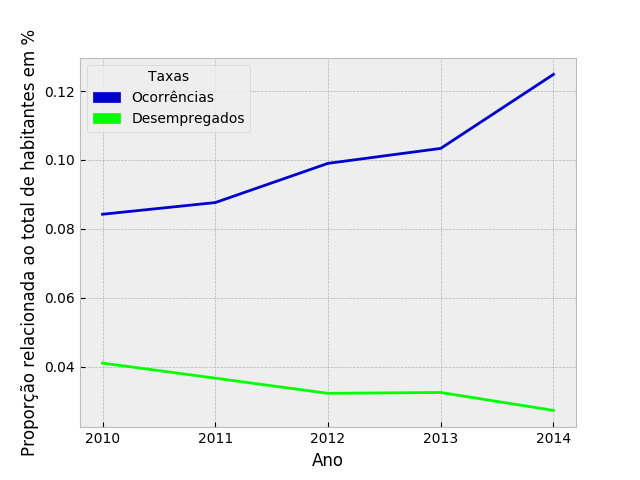 Proporção relacionada ao total de habitantes em %
0.12
0.10
0.08
0.06
0.04
Taxas
Ocorrências
Desempregados
2010 2011 2012 2013 2014
Ano